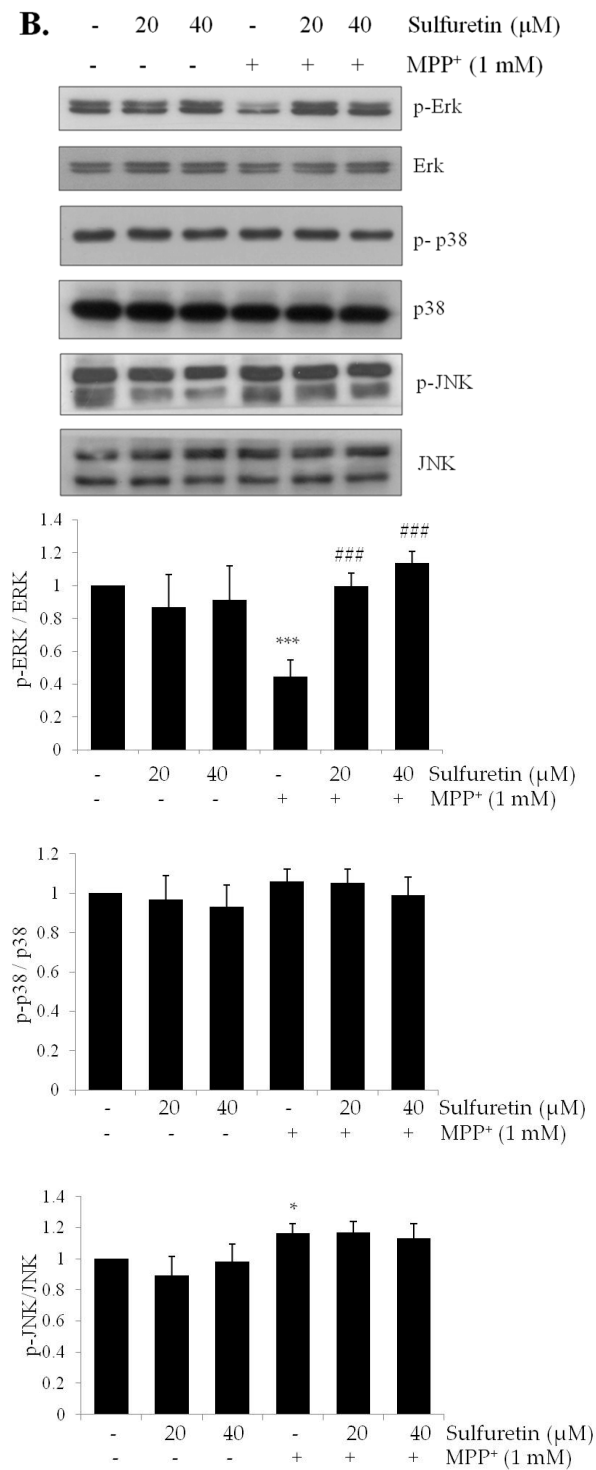 B. - 20 40 - 20 40 Sulfuretin (μM)
- - - + + + MPP⁺ (1 mM)
p-Erk
Erk
p- p38
p38
p-JNK
JNK
p-ERK / ERK
1.4
1.2
1
0.8
0.6
0.4
0.2
0
***
###
###
- 20 40 - 20 40 Sulfuretin (μM)
- - - + + + MPP⁺ (1 mM)
p-p38 / p38
1.2
1
0.8
0.6
0.4
0.2
0
- 20 40 - 20 40 Sulfuretin (μM)
- - - + + + MPP⁺ (1 mM)
p-JNK/JNK
1.4
1.2
1
0.8
0.6
0.4
0.2
0
*
- 20 40 - 20 40 Sulfuretin (μM)
- - - + + + MPP⁺ (1 mM)